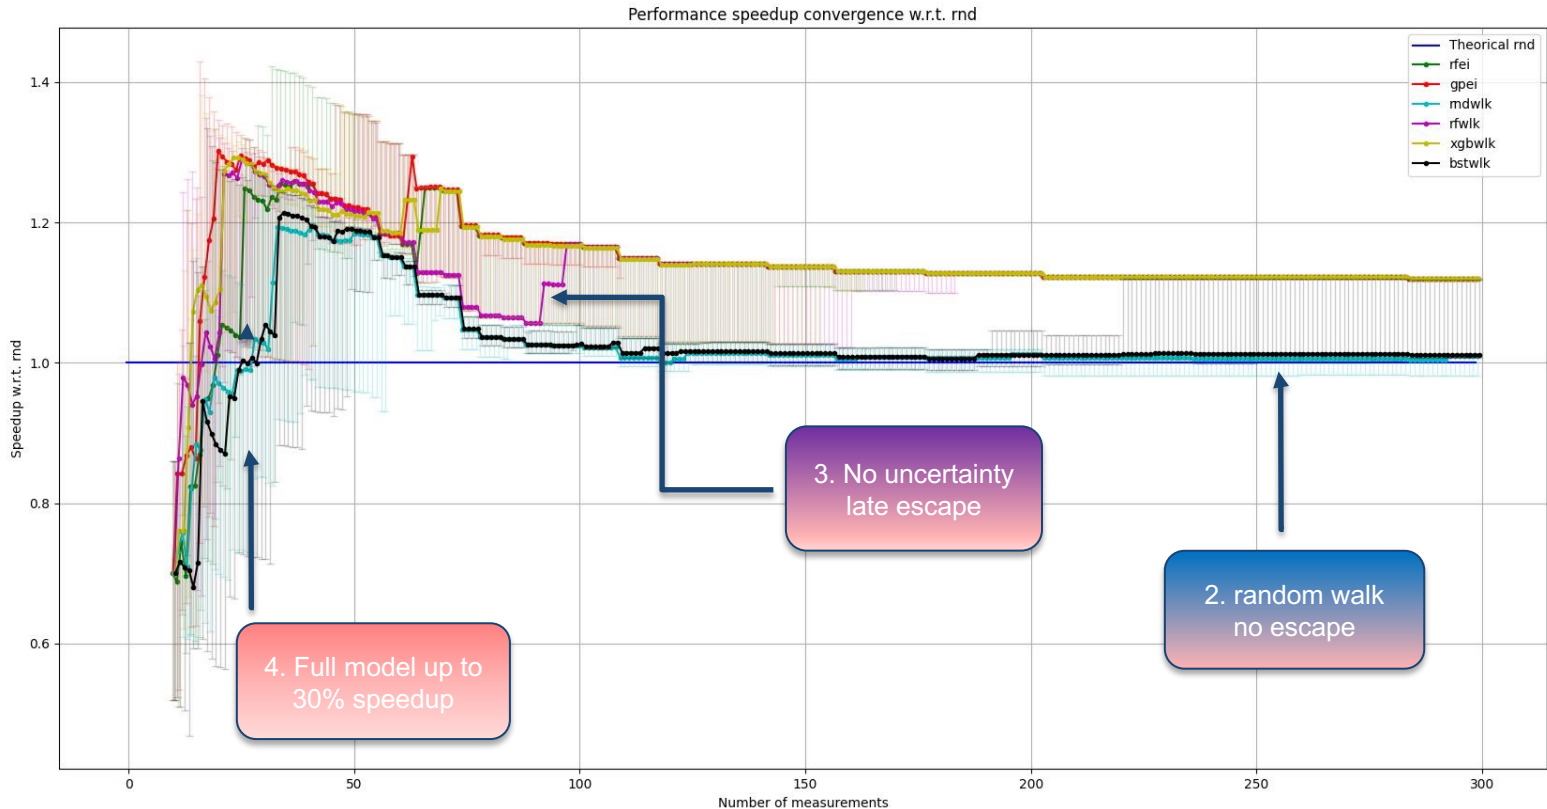 Performance speedup convergence w.r.t. rnd
Theorical rnd
rfei
gpei
rndwlk
rfwlk
xgbwlk
bstwlk
Speedup w.r.t. rnd
1.4
1.2
1.0
0.8
0.6
3. No uncertainty
late escape
2. random walk
no escape
4. Full model up to
30% speedup
0
50
100
150
200
250
300
Number of measurements